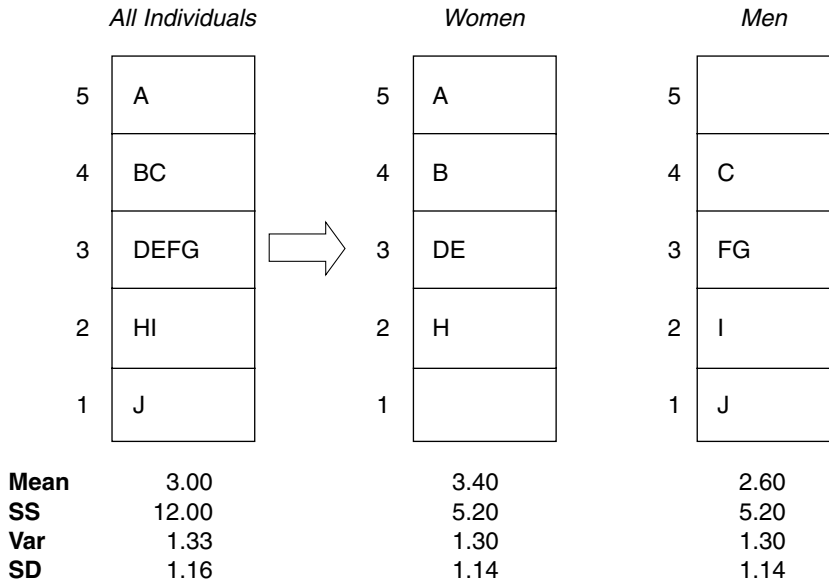 All Individuals Women Men
5 A 5 A 5
4 BC 4 B 4 C
3 DEFG 3 DE 3 FG
2 HI 2 H 2 I
1 J 1 1 J
Mean 3.00 3.40 2.60
SS 12.00 5.20 5.20
Var 1.33 1.30 1.30
SD 1.16 1.14 1.14